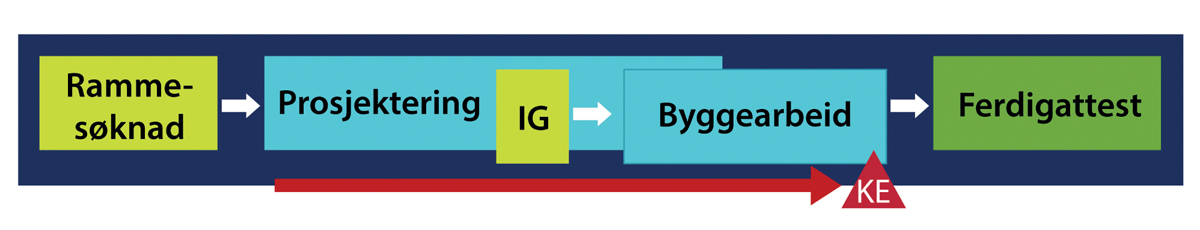 Ramme-
søknad
Prosjektering
IG
Byggearbeid
Ferdigattest
KE